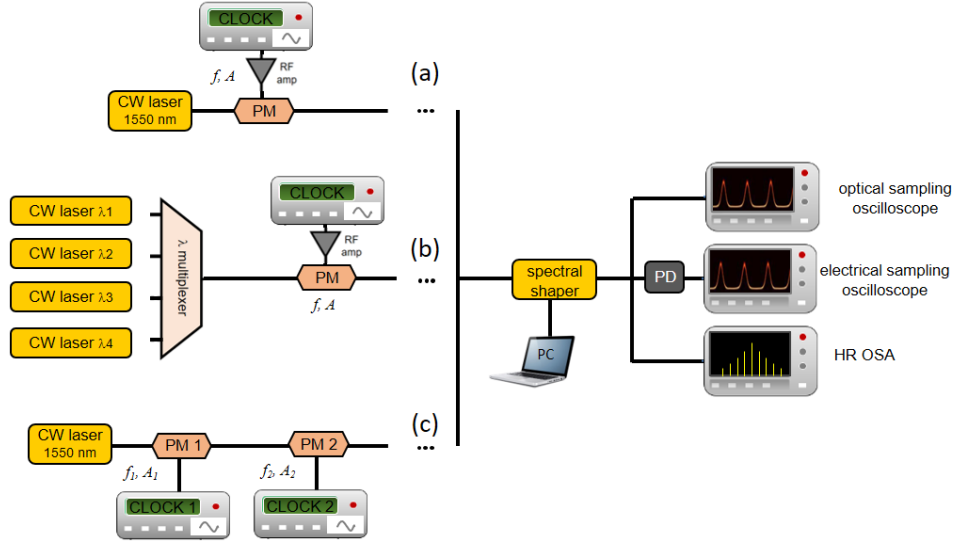 CLOCK
f, A
RF
amp
(a)
CW laser
1550 nm
PM
...
CW laser λ1
CW laser λ2
CW laser λ3
CW laser λ4
λ multiplexer
CLOCK
RF
amp
(b)
PM
...
f, A
spectral
shaper
PC
PD
optical sampling
oscilloscope
electrical sampling
oscilloscope
HR OSA
(c)
CW laser
1550 nm
PM 1
PM 2
...
f1, A1
f2, A2
CLOCK 1
CLOCK 2